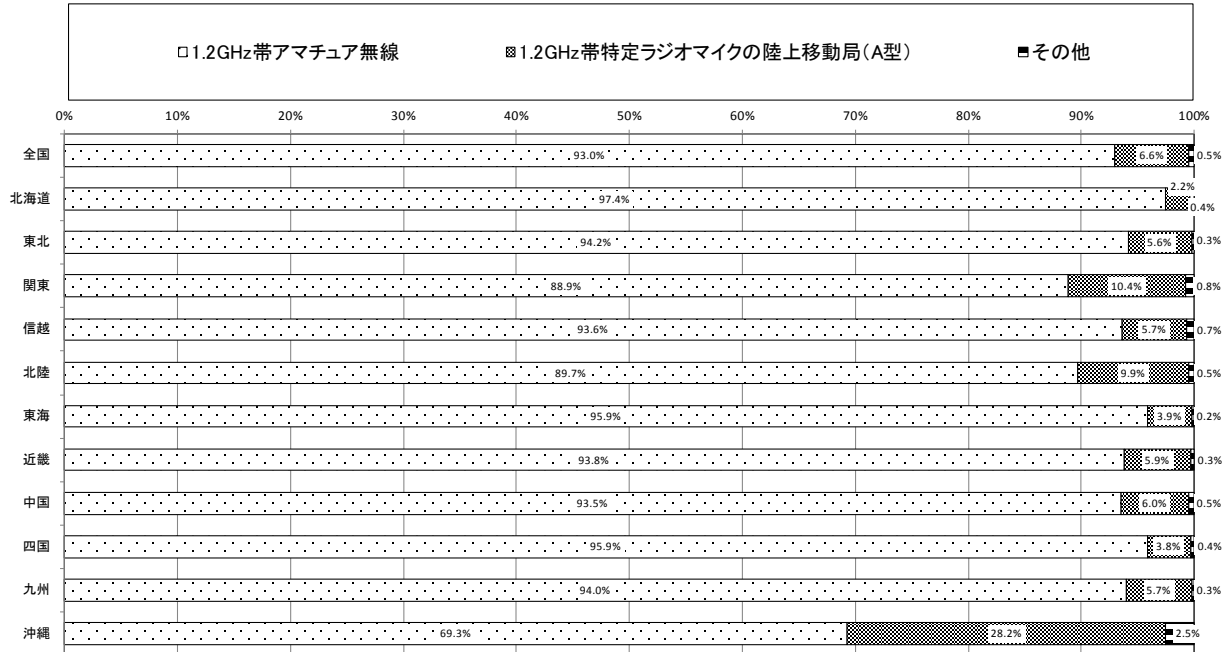 1.2GHz帯アマチュア無線 1.2GHz帯特定ラジオマイクの陸上移動局(A型) その他
0% 10% 20% 30% 40% 50% 60% 70% 80% 90% 100%
全国 93.0% 6.6% 0.5%
北海道 97.4% 2.2% 0.4%
東北 94.2% 5.6% 0.3%
関東 88.9% 10.4% 0.8%
信越 93.6% 5.7% 0.7%
北陸 89.7% 9.9% 0.5%
東海 95.9% 3.9% 0.2%
近畿 93.8% 5.9% 0.3%
中国 93.5% 6.0% 0.5%
四国 95.9% 3.8% 0.4%
九州 94.0% 5.7% 0.3%
沖縄 69.3% 28.2% 2.5%